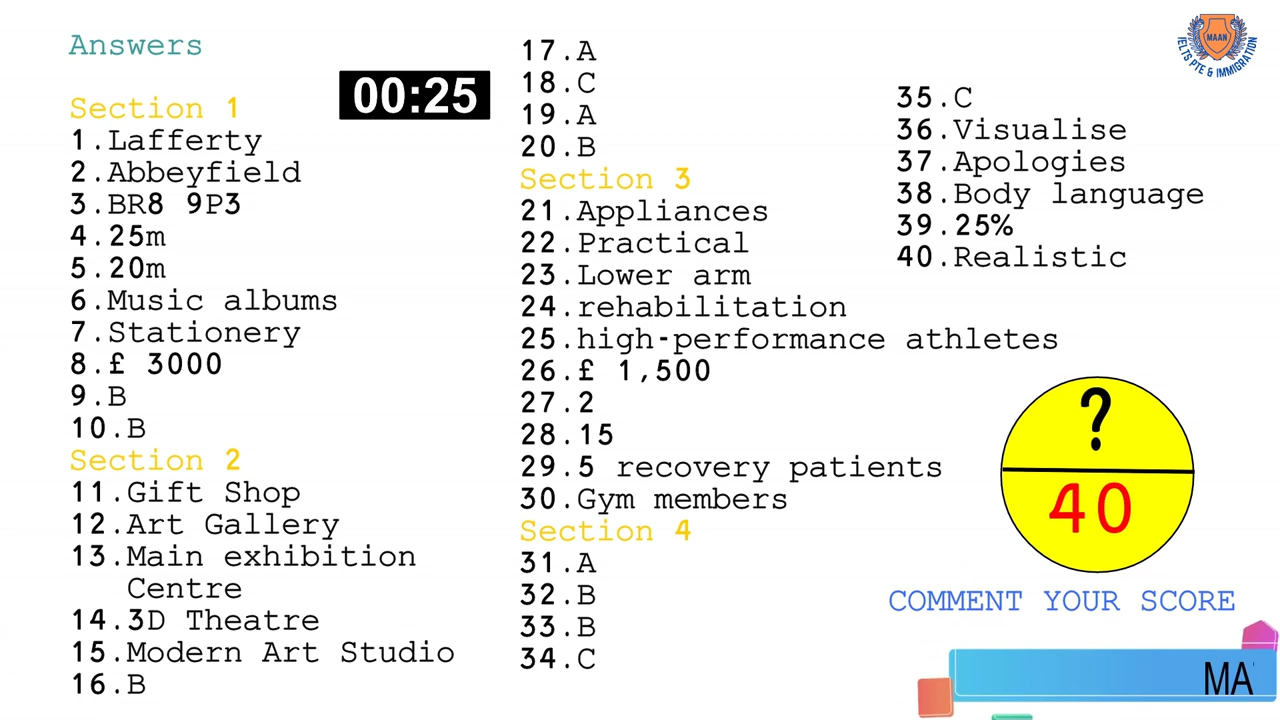 Answers
00:25
Section 1
1.Lafferty
2.Abbeyfield
3.BR8 9P3
4.25m
5.20m
6.Music albums
7.Stationery
8.£ 3000
9.B
10.B
Section 2
11.Gift Shop
12.Art Gallery
13.Main exhibition
Centre
14.3D Theatre
15.Modern Art Studio
16.B
17.A
18.C
19.A
20.B
Section 3
21.Appliances
22.Practical
23.Lower arm
24.rehabilitation
25.high-performance athletes
26.£ 1,500
27.2
28.15
29.5 recovery patients
30.Gym members
Section 4
31.A
32.B
33.B
34.C
35.C
36.Visualise
37.Apologies
38.Body language
39.25%
40.Realistic
MAAN
IELTS PTE & IMMIGRATION
?
40
COMMENT YOUR SCORE
MA